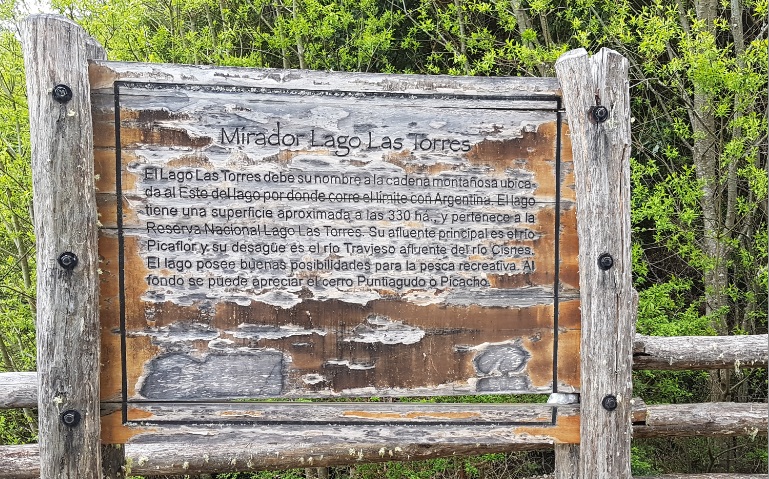 Mirador Lago Las Torres
El Lago Las Torres debe su nombre a la cadena montañosa ubica-
da al Este del lago por donde corre el límite con Argentina. El lago
tiene una superficie aproximada a las 330 há., y pertenece a la
Reserva Nacional Lago Las Torres. Su afluente principal es el río
Picaflor y su desagüe es el río Travieso afluente del río Cisnes.
El lago posee buenas posibilidades para la pesca recreativa. Al
fondo se puede apreciar el cerro Puntiagudo o Picacho.